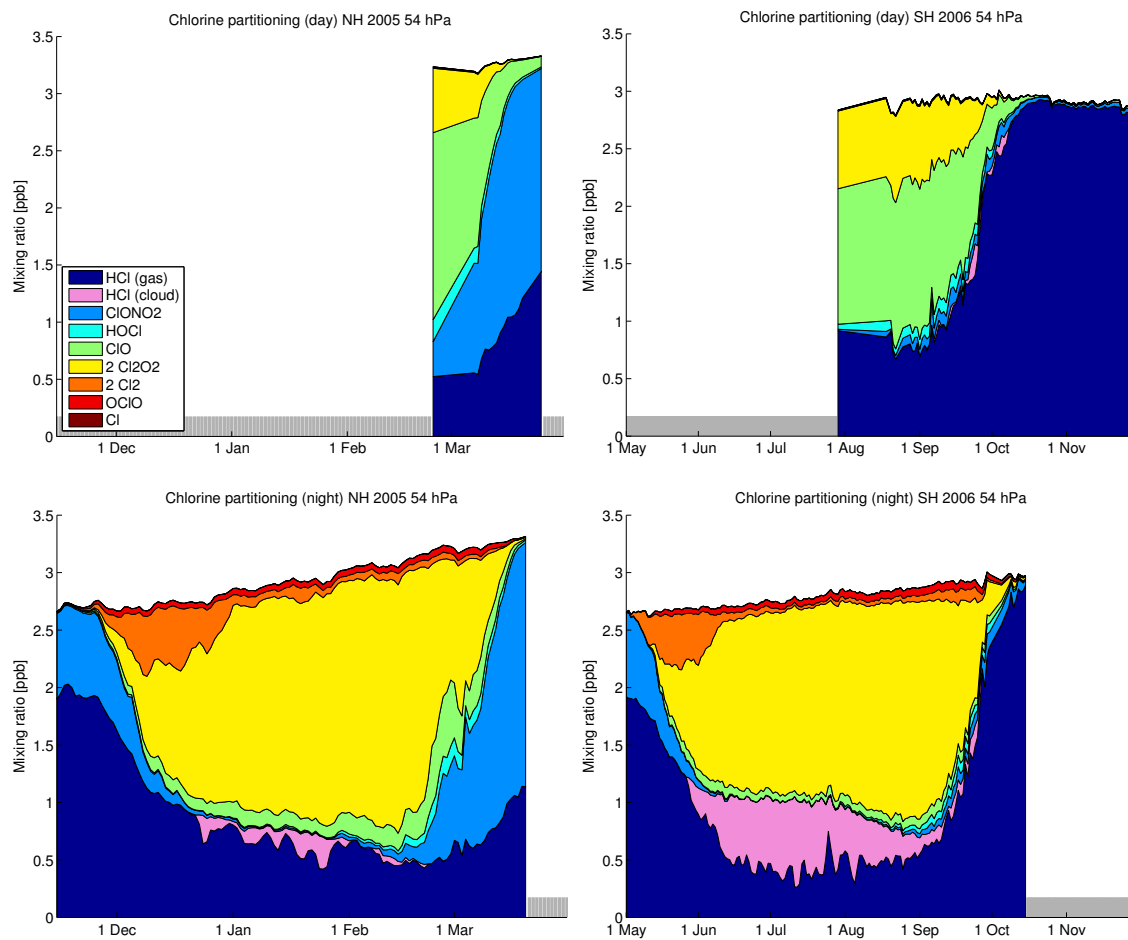 Chlorine partitioning (day) NH 2005 54 hPa
3.5
3
2.5
2
1.5
1
0.5
0
Mixing ratio [ppb]
HCl (gas)
HCl (cloud)
ClONO2
HOCl
ClO
2 Cl2O2
2 Cl2
OClO
Cl
1 Dec 1 Jan 1 Feb 1 Mar
Chlorine partitioning (day) SH 2006 54 hPa
3.5
3
2.5
2
1.5
1
0.5
0
Mixing ratio [ppb]
1 May 1 Jun 1 Jul 1 Aug 1 Sep 1 Oct 1 Nov
Chlorine partitioning (night) NH 2005 54 hPa
3.5
3
2.5
2
1.5
1
0.5
0
Mixing ratio [ppb]
1 Dec 1 Jan 1 Feb 1 Mar
Chlorine partitioning (night) SH 2006 54 hPa
3.5
3
2.5
2
1.5
1
0.5
0
Mixing ratio [ppb]
1 May 1 Jun 1 Jul 1 Aug 1 Sep 1 Oct 1 Nov